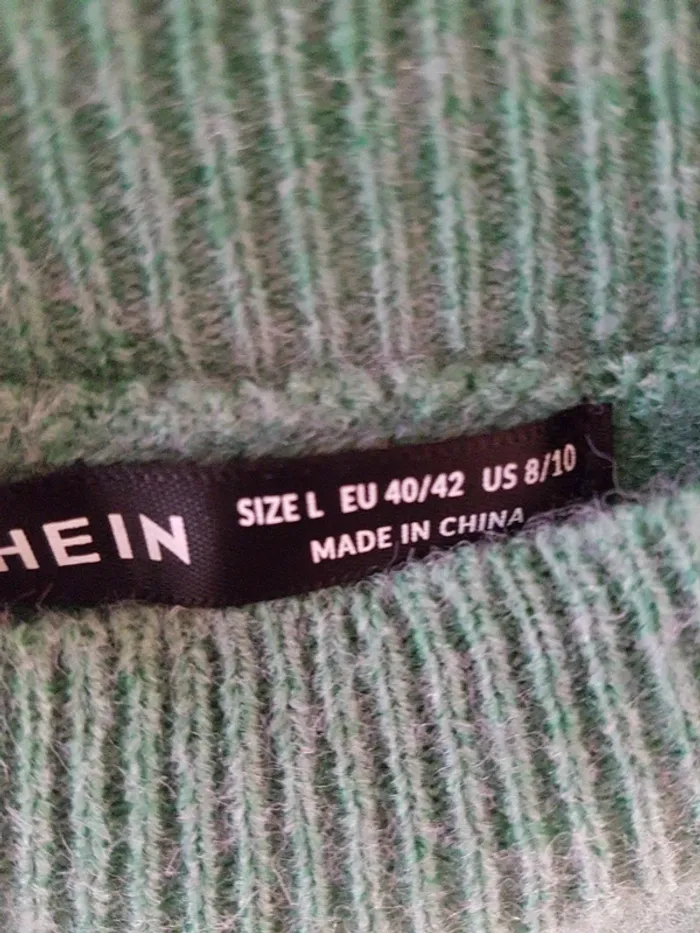 HEIN
SIZE L EU 40/42 US 8/10
MADE IN CHINA